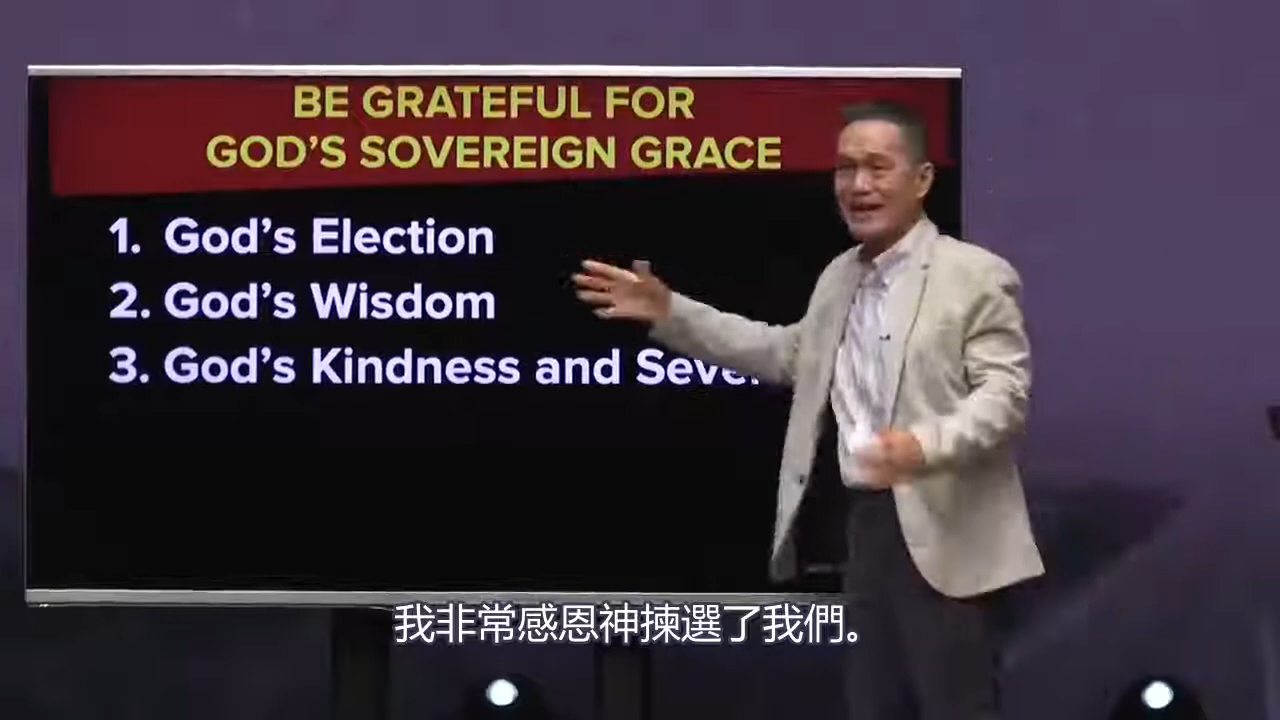 BE GRATEFUL FOR
GOD'S SOVEREIGN GRACE
1. God's Election
2. God's Wisdom
3. God's Kindness and
我非常感恩神揀選了我們。